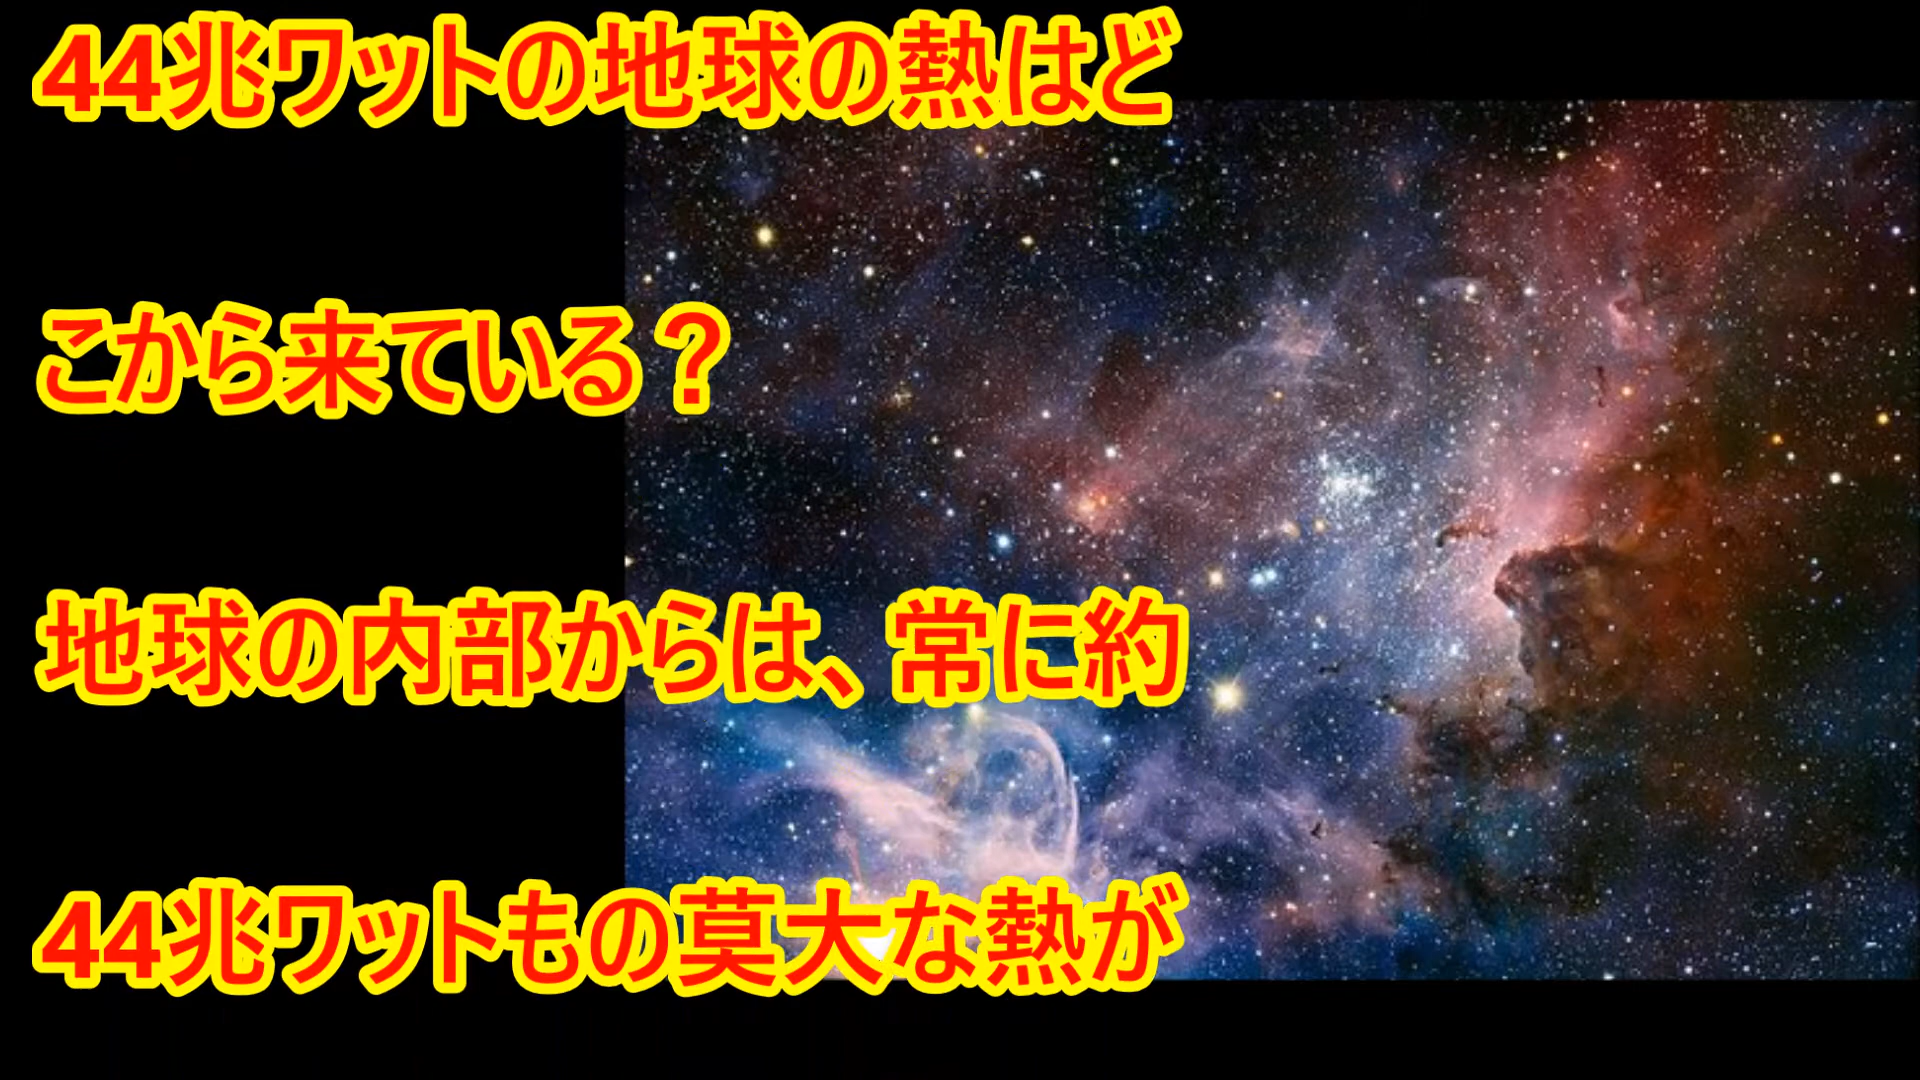 44兆ワットの地球の熱はど
こから来ている？
地球の内部からは、常に約
44兆ワットもの莫大な熱が